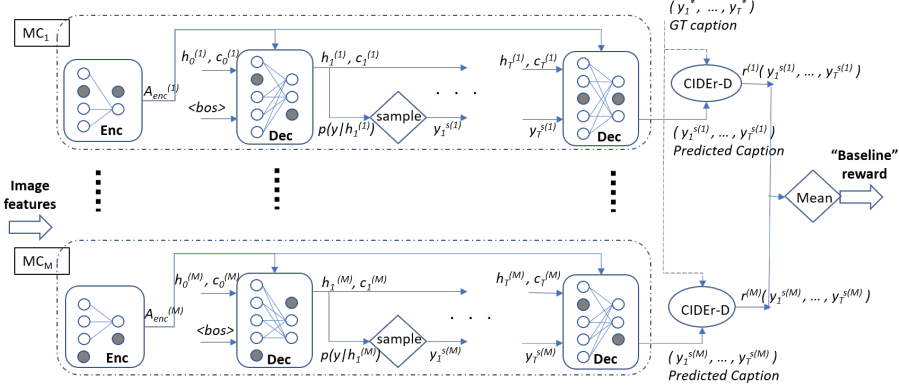 MC1
( y1*, … , yT* )
GT caption
h0(1), c0(1)
h1(1), c1(1)
hT(1), cT(1)
r(1)( y1s(1), … , yTs(1) )
CIDEr-D
Aenc(1)
<bos>
. . .
sample
Enc
Dec
p(y|h1(1))
y1s(1)
yTs(1)
Dec
( y1s(1), … , yTs(1) )
Predicted Caption
"Baseline"
reward
Image
features
Mean
MCM
h0(M), c0(M)
h1(M), c1(M)
hT(M), cT(M)
r(M)( y1s(M), … , yTs(M) )
CIDEr-D
Aenc(M)
<bos>
. . .
sample
Enc
Dec
p(y|h1(M))
y1s(M)
yTs(M)
Dec
( y1s(M), … , yTs(M) )
Predicted Caption